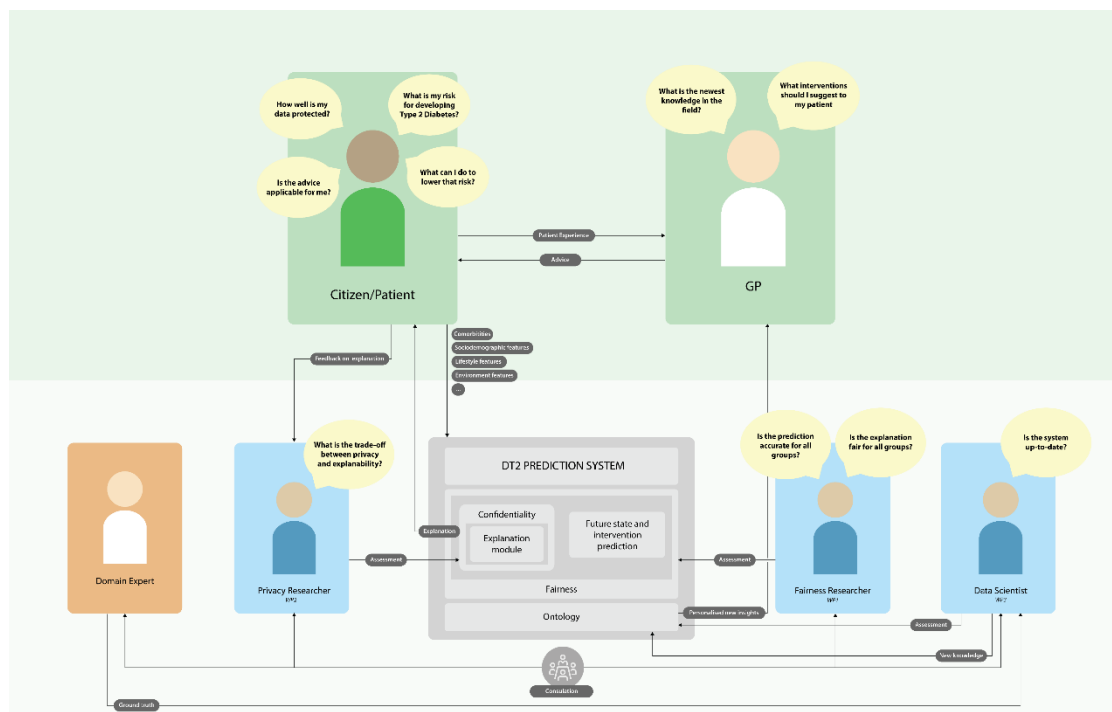 How well is my
data protected?
What is my risk
for developing
Type 2 Diabetes?
Is the advice
applicable for me?
What can I do to
lower that risk?
Citizen/Patient
What is the newest
knowledge in the
field?
What interventions
should I suggest to
my patient
GP
Patient Experience
Advice
Feedback on explanation
Comorbidities
Sociodemographic features
Lifestyle features
Environment features
...
Domain Expert
What is the trade-off
between privacy
and explanability?
Privacy Researcher
Assessment
Explanation
DT2 PREDICTION SYSTEM
Confidentiality
Explanation
module
Future state and
intervention
prediction
Fairness
Ontology
Assessment
Personalised new insights
Is the prediction
accurate for all
groups?
Is the explanation
fair for all groups?
Fairness Researcher
Is the system
up-to-date?
Data Scientist
Assessment
New knowledge
Consulation
Ground truth